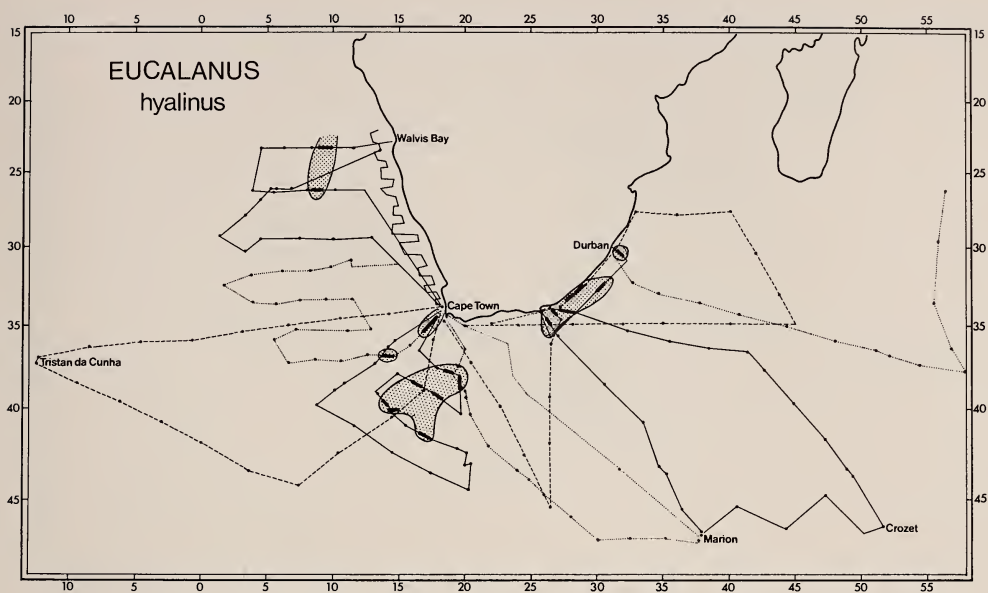 10 5 0 5 10 15 20 25 30 35 40 45 50 55
15 15
EUCALANUS
hyalinus
20 20
Walvis Bay
25 25
Durban
30 30
Cape Town
35 35
Tristan da Cunha
40 40
45 45
Crozet
Marion
10 5 0 5 10 15 20 25 30 35 40 45 50 55